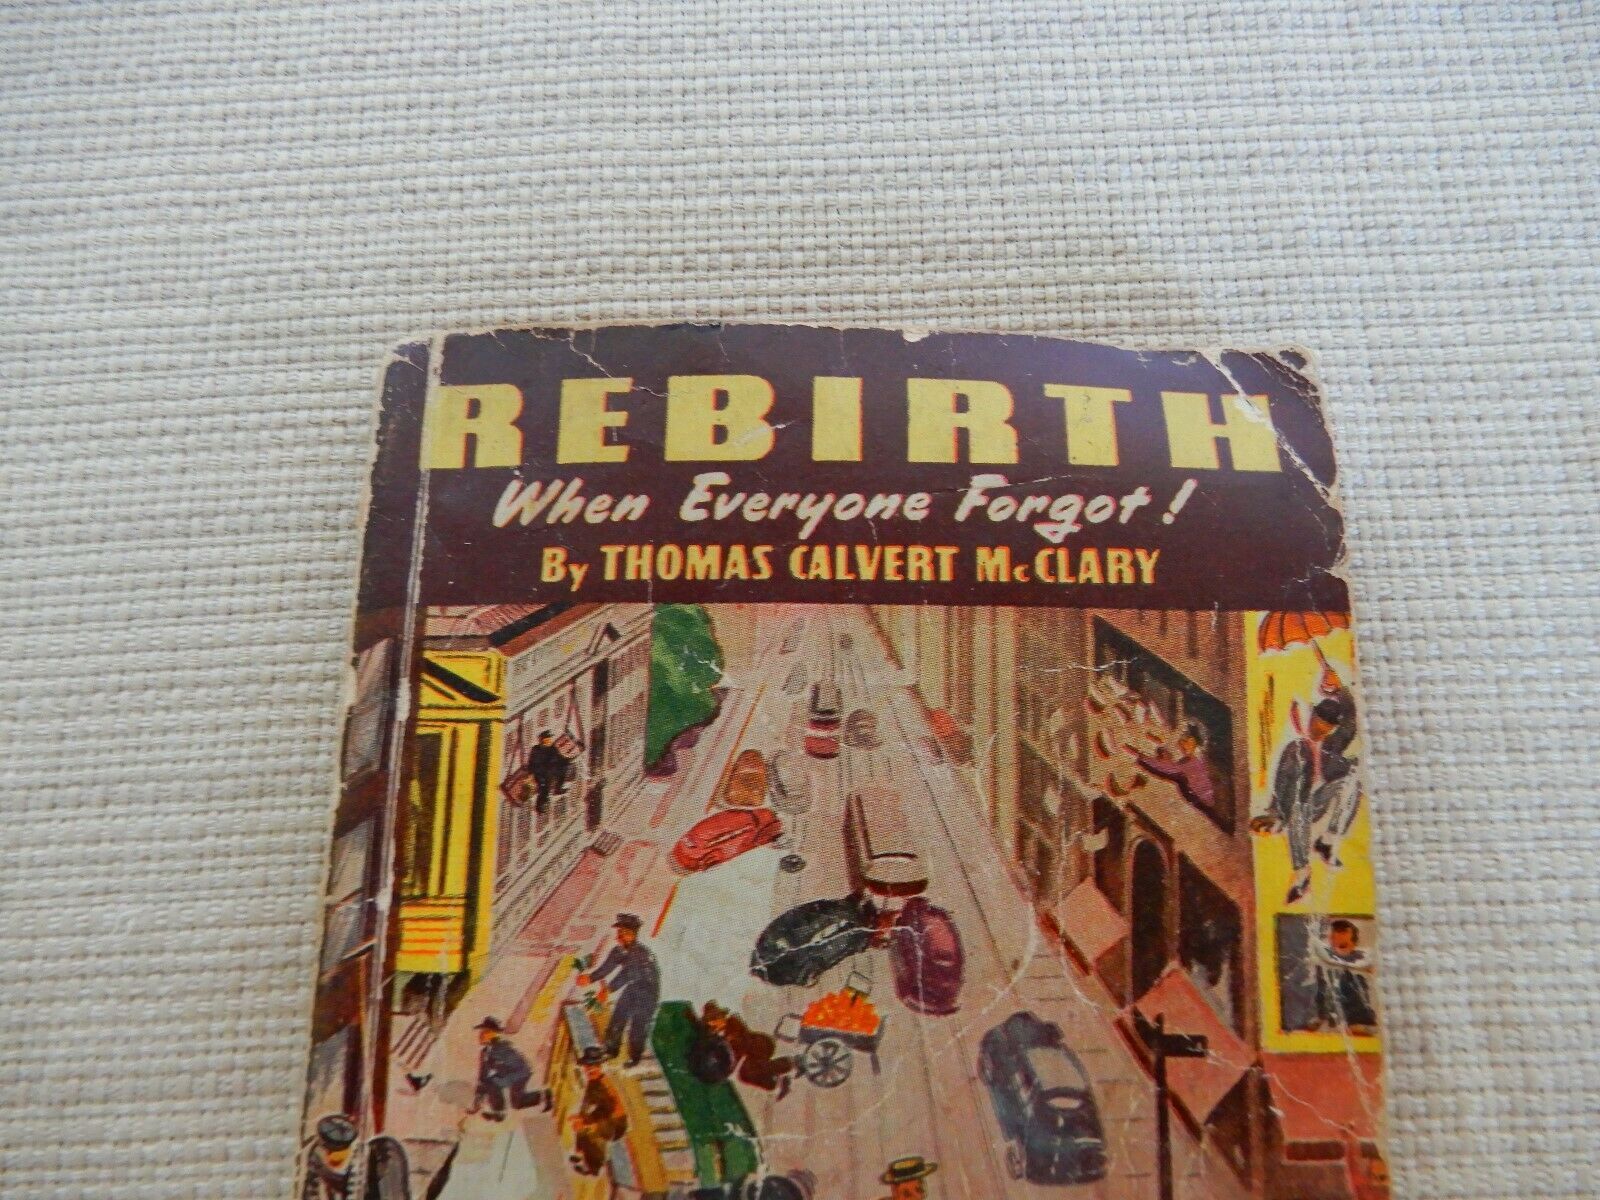 REBIRTH
When Everyone Forgot!
By THOMAS CALVERT McCLARY